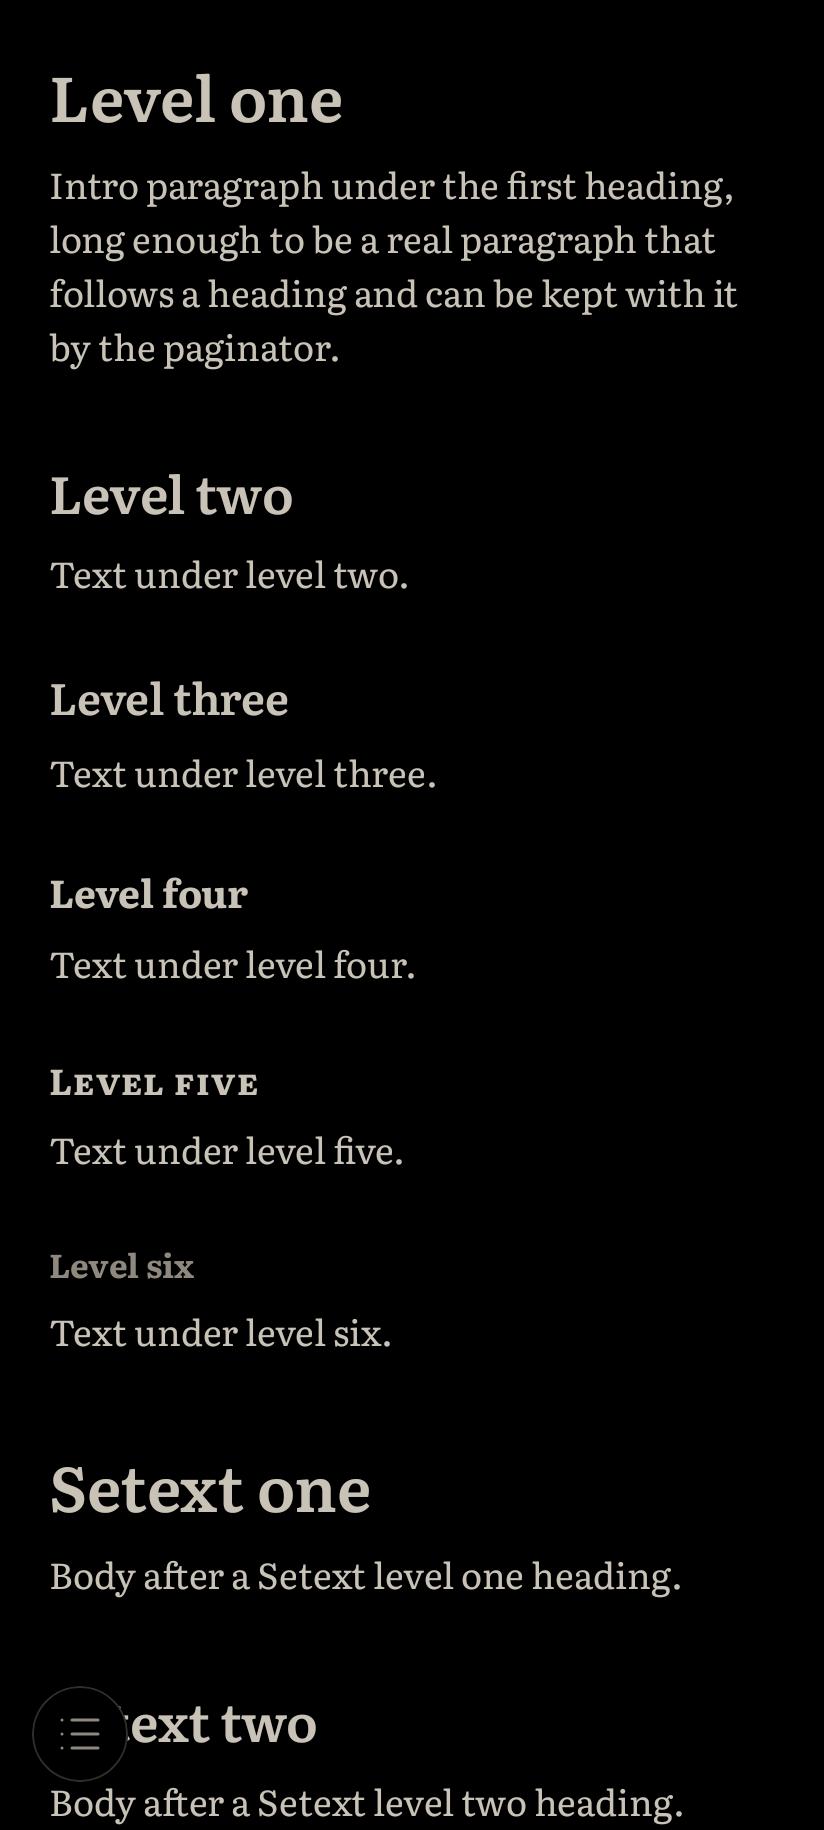 Level one
Intro paragraph under the first heading,
long enough to be a real paragraph that
follows a heading and can be kept with it
by the paginator.
Level two
Text under level two.
Level three
Text under level three.
Level four
Text under level four.
Level five
Text under level five.
Level six
Text under level six.
Setext one
Body after a Setext level one heading.
text two
Body after a Setext level two heading.